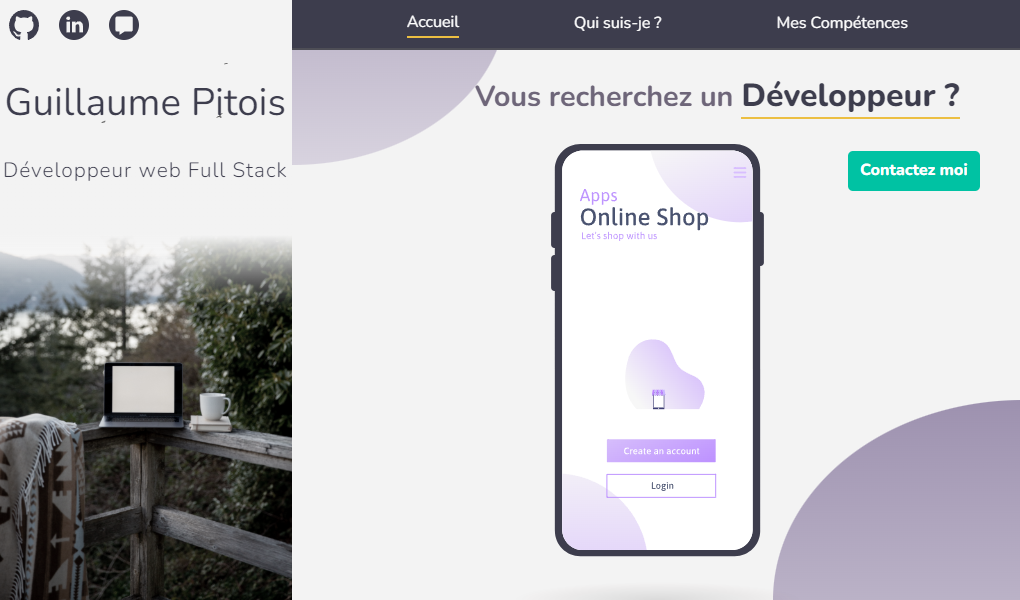 Guillaume Pitois
Développeur web Full Stack
Accueil
Qui suis-je ?
Mes Compétences
Vous recherchez un Développeur ?
Contactez moi
Apps
Online Shop
Let's shop with us
Create an account
Login